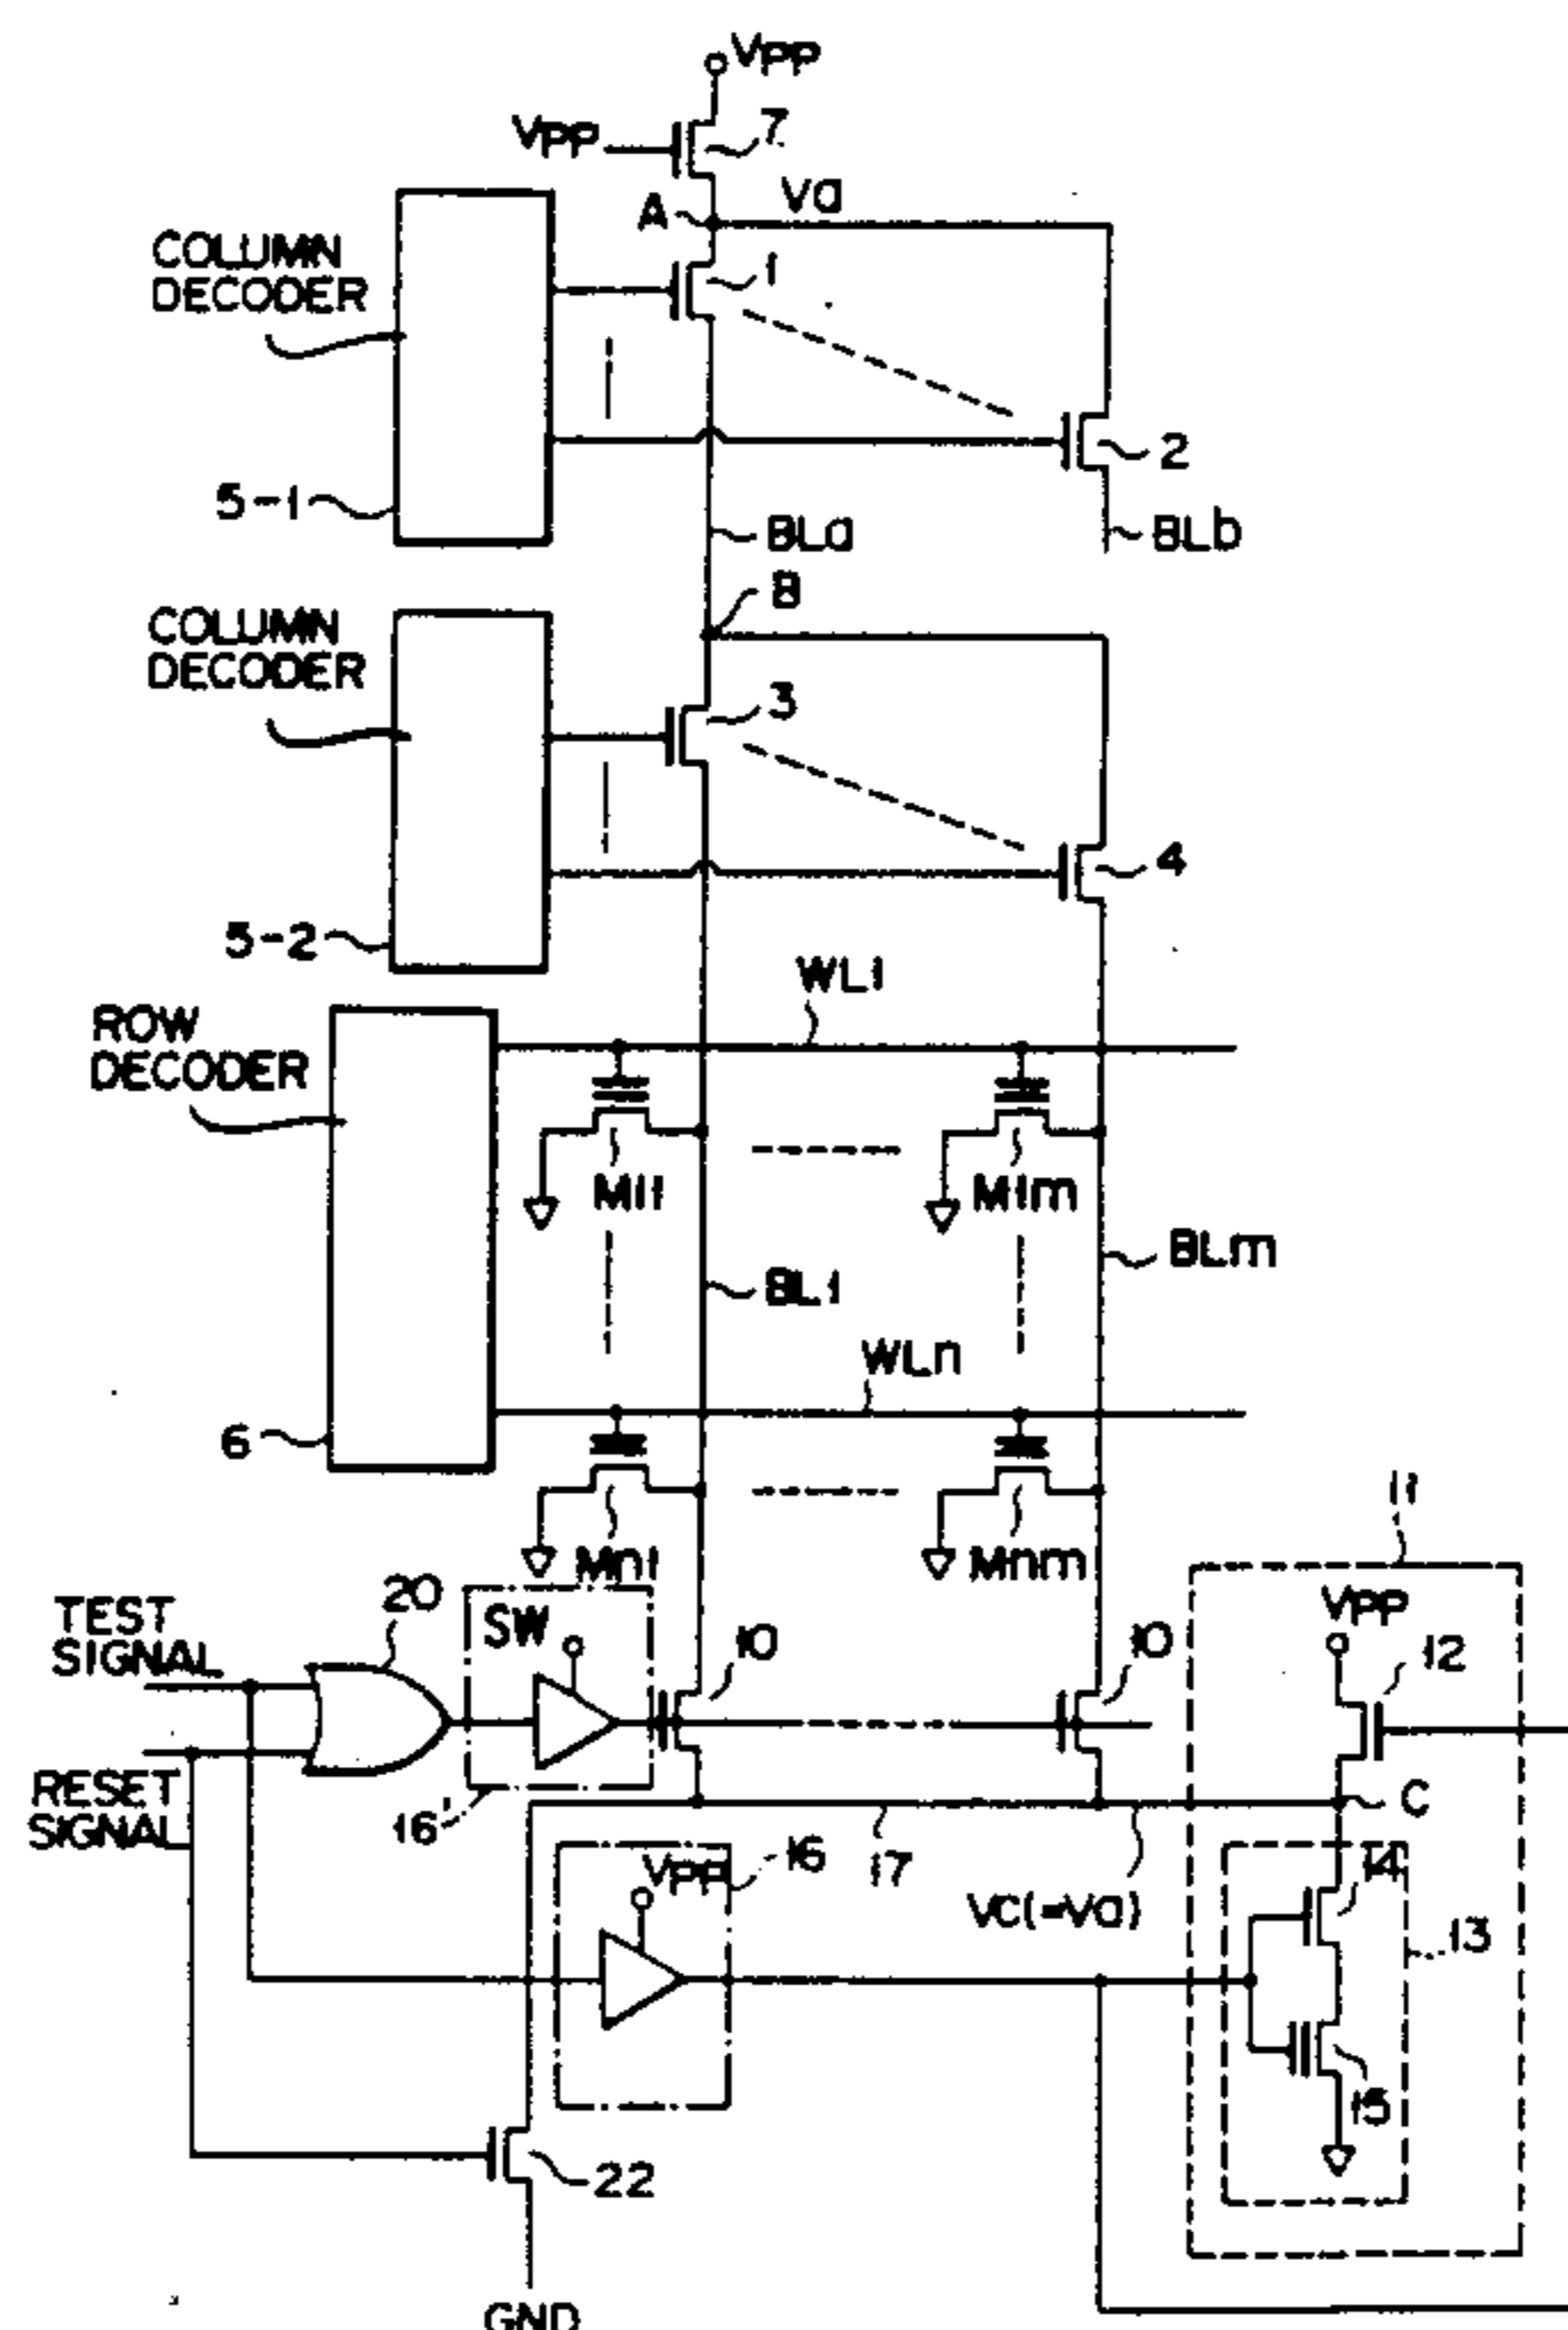 VPP
VPP
7
A
Va
COLUMN
DECODER
1
2
5-1
BLa
BLb
B
COLUMN
DECODER
3
4
5-2
WL1
ROW
DECODER
M11
M1m
BLm
BL1
WLn
6
11
Mn1
Mnm
20
TEST
SIGNAL
SW
10
10
VPP
12
RESET
SIGNAL
16'
C
VPP
16
17
14
VC(=Va)
13
15
22
GND